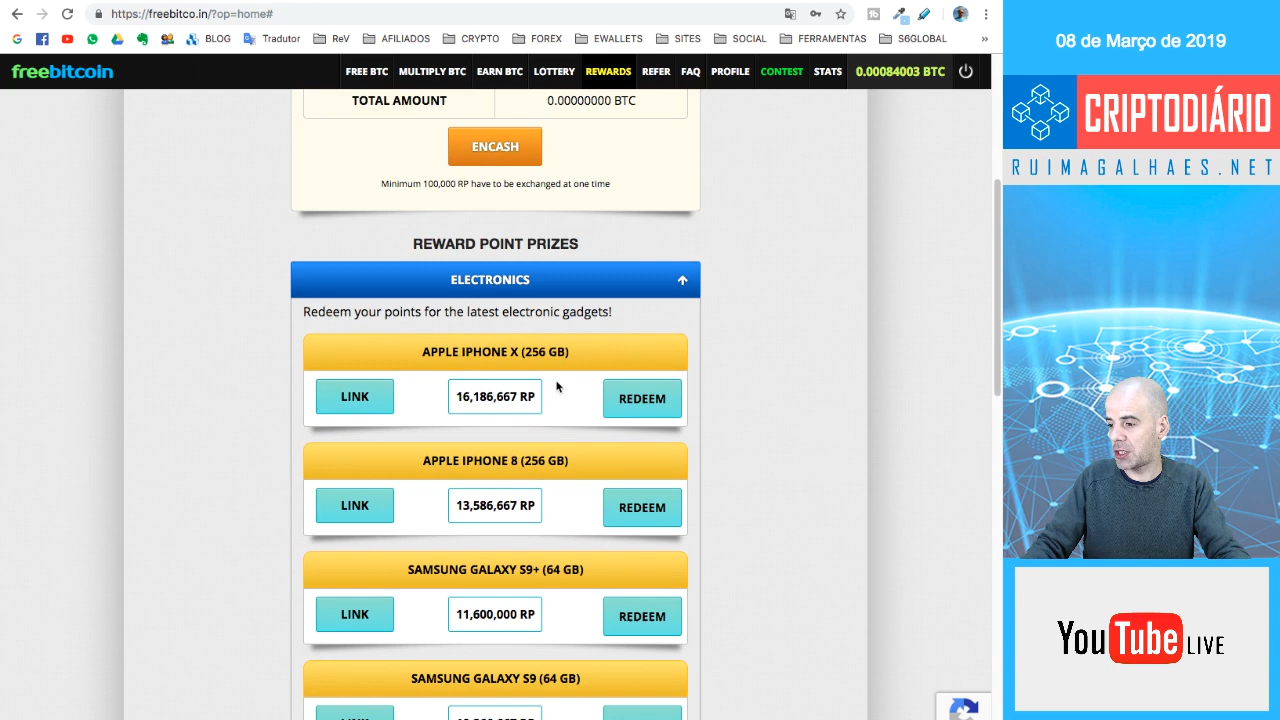 https://freebitco.in/?op=home#
BLOG Tradutor ReV AFILIADOS CRYPTO FOREX EWALLETS SITES SOCIAL FERRAMENTAS S6GLOBAL »
freebitcoin
FREE BTC MULTIPLY BTC EARN BTC LOTTERY REWARDS REFER FAQ PROFILE CONTEST STATS 0.00084003 BTC
TOTAL AMOUNT 0.00000000 BTC
ENCASH
Minimum 100,000 RP have to be exchanged at one time
REWARD POINT PRIZES
ELECTRONICS
Redeem your points for the latest electronic gadgets!
APPLE IPHONE X (256 GB)
LINK 16,186,667 RP REDEEM
APPLE IPHONE 8 (256 GB)
LINK 13,586,667 RP REDEEM
SAMSUNG GALAXY S9+ (64 GB)
LINK 11,600,000 RP REDEEM
SAMSUNG GALAXY S9 (64 GB)
08 de Março de 2019
CRIPTODIÁRIO
RUIMAGALHAES.NET
YouTube LIVE